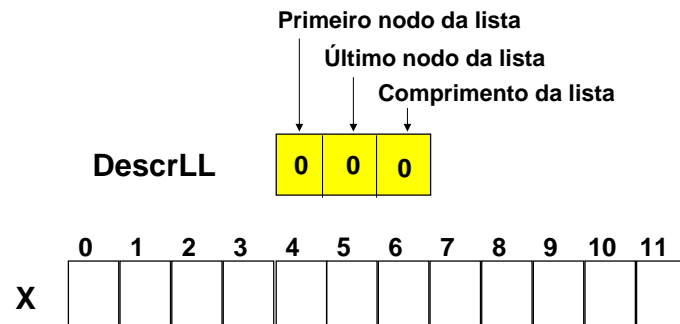 Primeiro nodo da lista
Último nodo da lista
Comprimento da lista
DescrLL 0 0 0
0 1 2 3 4 5 6 7 8 9 10 11
X